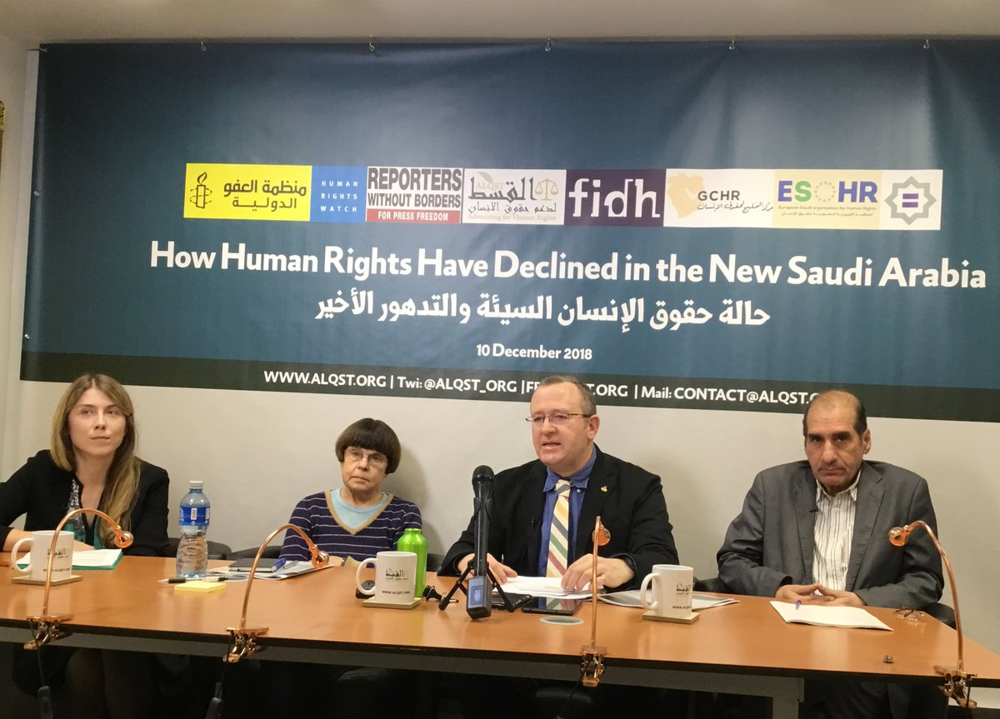 منظمة العفو
الدولية
HUMAN
RIGHTS
WATCH
REPORTERS
WITHOUT BORDERS
FOR PRESS FREEDOM
ALQST
القسط
لدعم حقوق الإنسان
Advocating for Human Rights
fidh
GCHR
مركز الخليج لحقوق الإنسان
ESOHR
European-Saudi organisation for Human Rights
المنظمة الأوروبية السعودية لحقوق الإنسان
How Human Rights Have Declined in the New Saudi Arabia
حالة حقوق الإنسان السيئة والتدهور الأخير
10 December 2018
WWW.ALQST.ORG | Twi: @ALQST_ORG | .ORG | Mail: CONTACT@ALQST.
القسط
القسط
WWW.ALQST.ORG
القسط